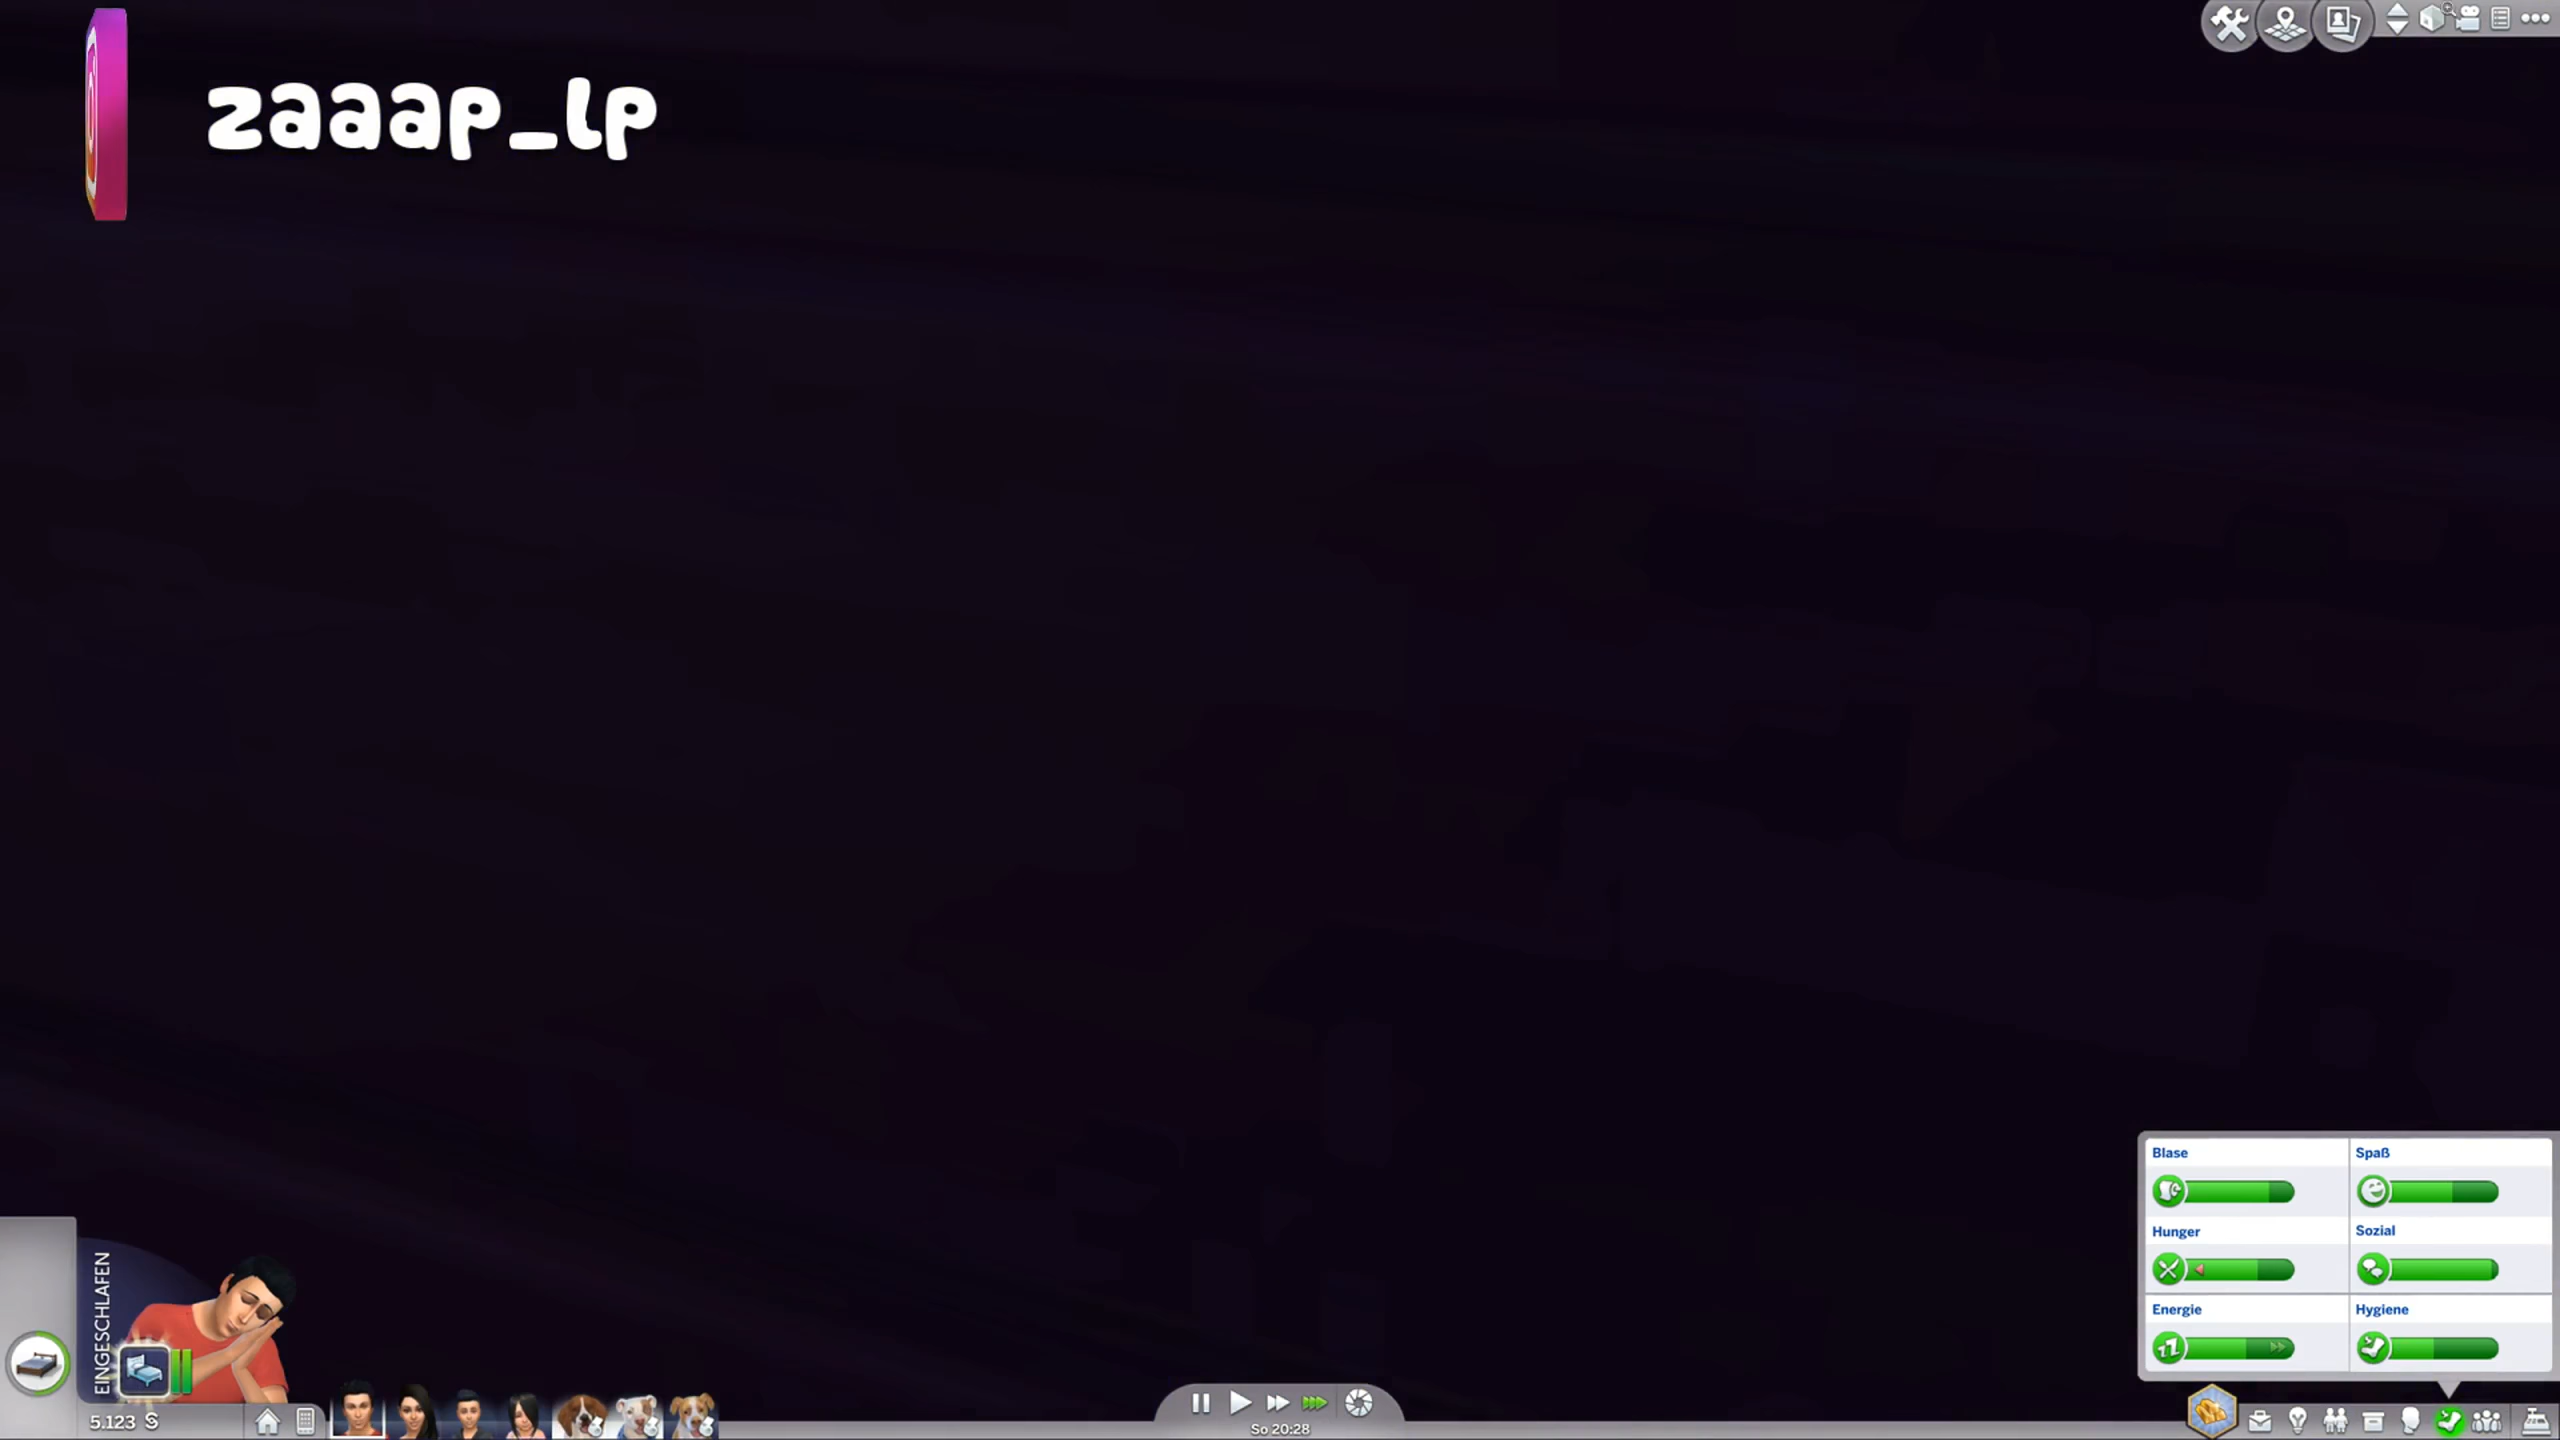 zaaap_lp
Blase
Spaß
Hunger
Sozial
Energie
Hygiene
EINGESCHLAFEN
5.123
So 20:28